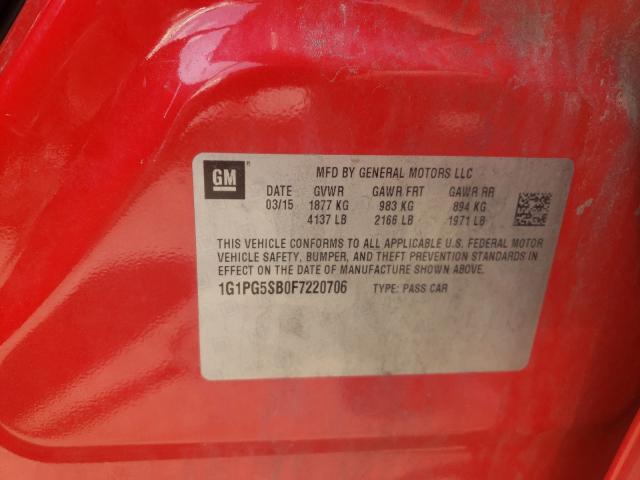 GM
MFD BY GENERAL MOTORS LLC
DATE GVWR GAWR FRT GAWR RR
03/15 1877 KG 983 KG 894 KG
4137 LB 2166 LB 1971 LB
THIS VEHICLE CONFORMS TO ALL APPLICABLE U.S. FEDERAL MOTOR
VEHICLE SAFETY, BUMPER, AND THEFT PREVENTION STANDARDS IN
EFFECT ON THE DATE OF MANUFACTURE SHOWN ABOVE.
1G1PG5SB0F7220706 TYPE: PASS CAR